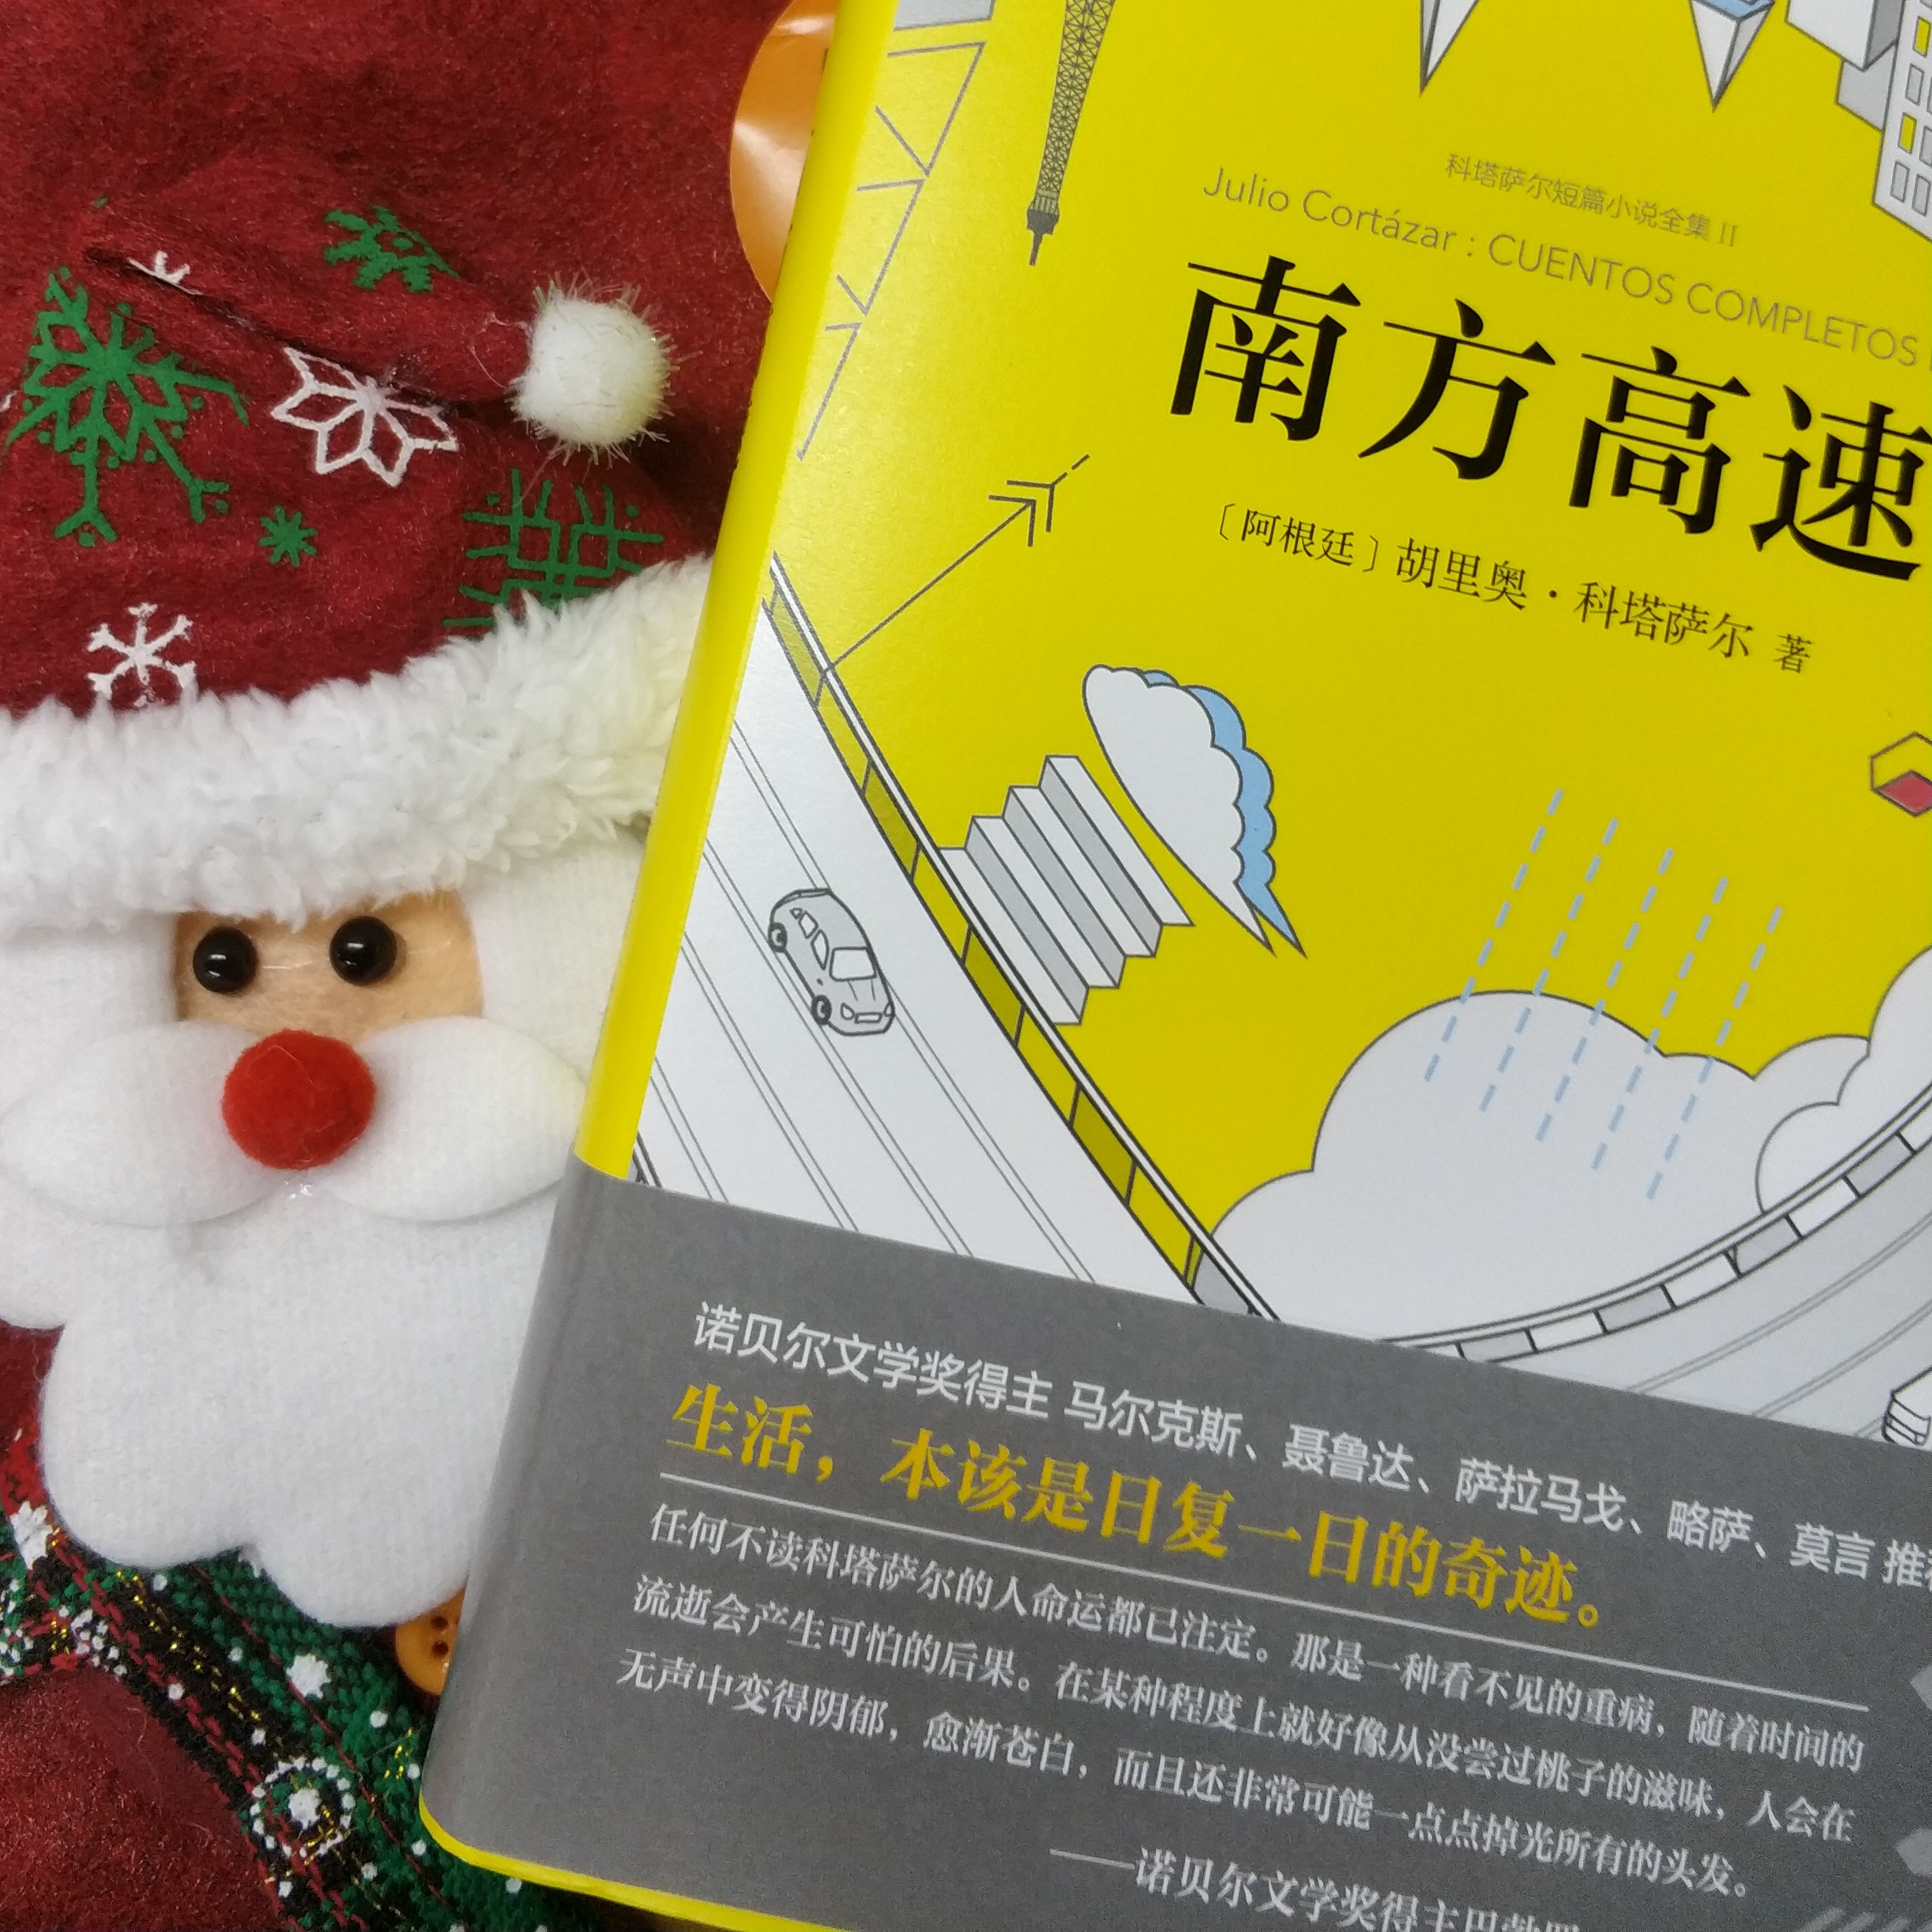 科塔萨尔短篇小说全集 II
Julio Cortázar : CUENTOS COMPLETOS
南方高速
〔阿根廷〕胡里奥·科塔萨尔 著
诺贝尔文学奖得主 马尔克斯、聂鲁达、萨拉马戈、略萨、莫言 推
生活，本该是日复一日的奇迹。
任何不读科塔萨尔的人命运都已注定。那是一种看不见的重病，随着时间的
流逝会产生可怕的后果。在某种程度上就好像从没尝过桃子的滋味，人会在
无声中变得阴郁，愈渐苍白，而且还非常可能一点点掉光所有的头发。
——诺贝尔文学奖得主巴勃罗